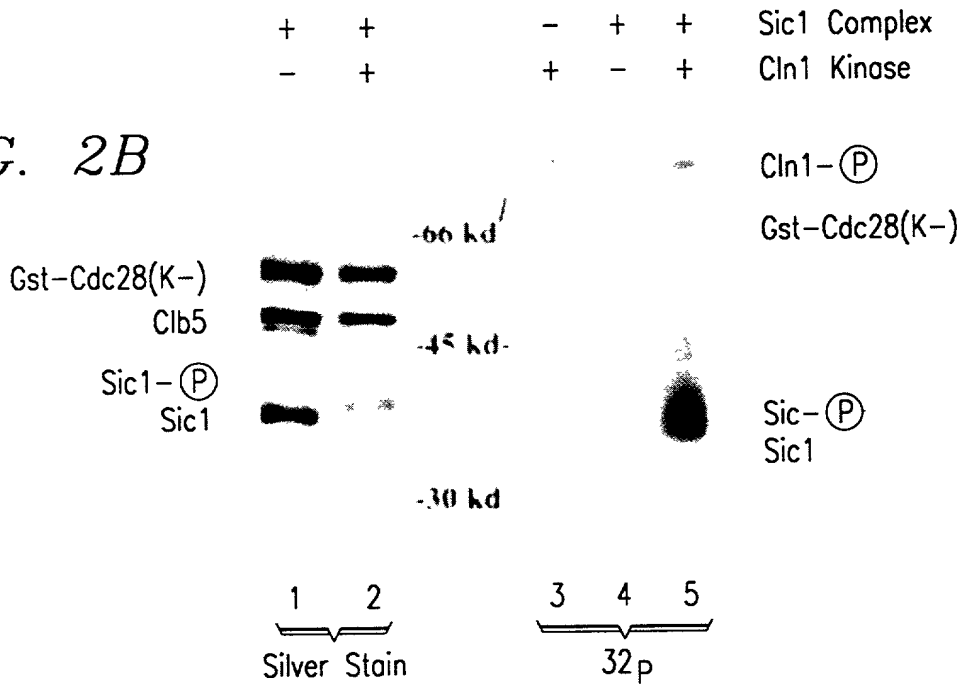 + + - + + Sic1 Complex
- + + - + Cln1 Kinase
G. 2B
Cln1-Ⓟ
-66 kd
Gst-Cdc28(K-)
Gst-Cdc28(K-)
Clb5
-45 kd-
Sic1-Ⓟ
Sic1
Sic-Ⓟ
Sic1
-30 kd
1 2 3 4 5
Silver Stain
32p